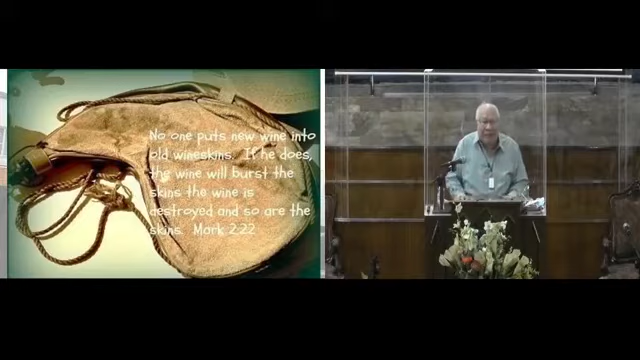 No one puts new wine into
old wineskins. If he does,
the wine will burst the
skins the wine is
destroyed and so are the
skins. Mark 2:22